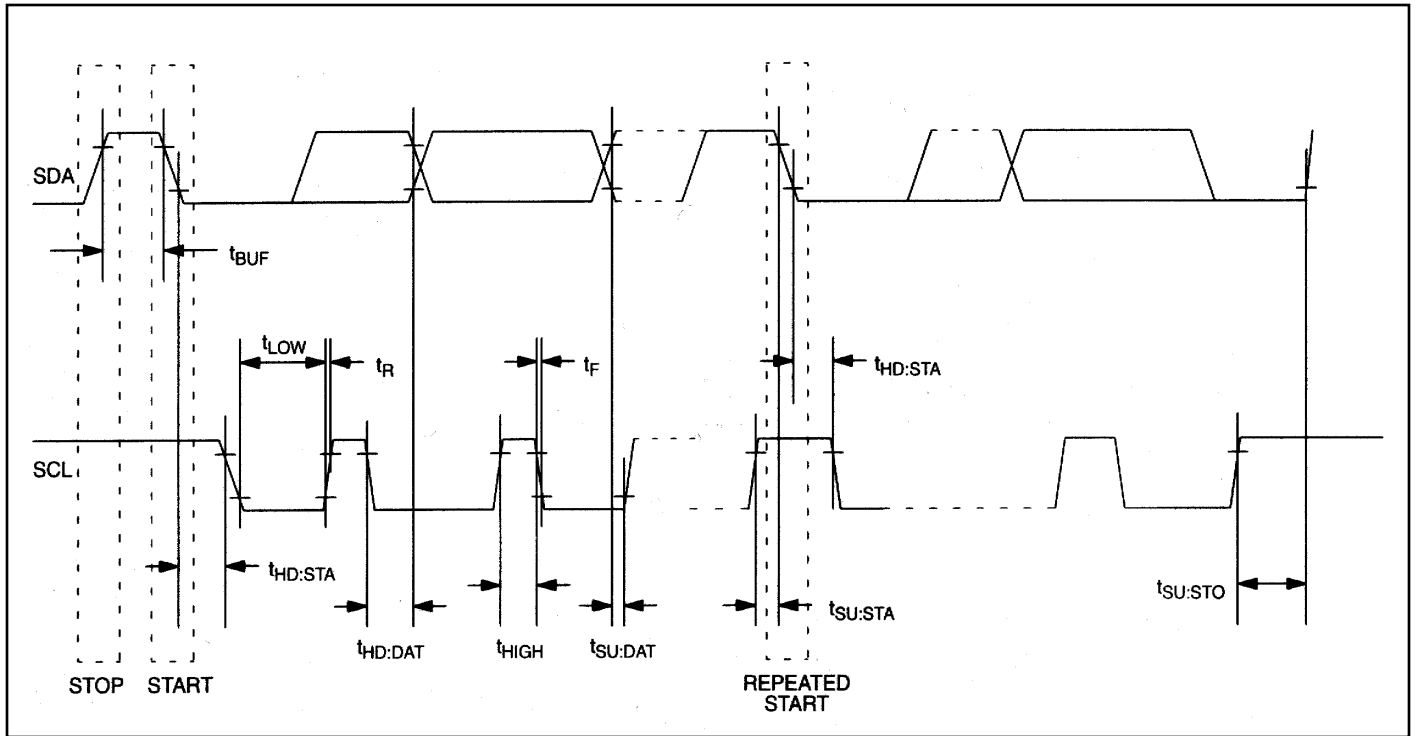 SDA
tBUF
tLOW
tR
tF
tHD:STA
SCL
tHD:STA
tHD:DAT
tHIGH
tSU:DAT
tSU:STA
tSU:STO
STOP
START
REPEATED
START